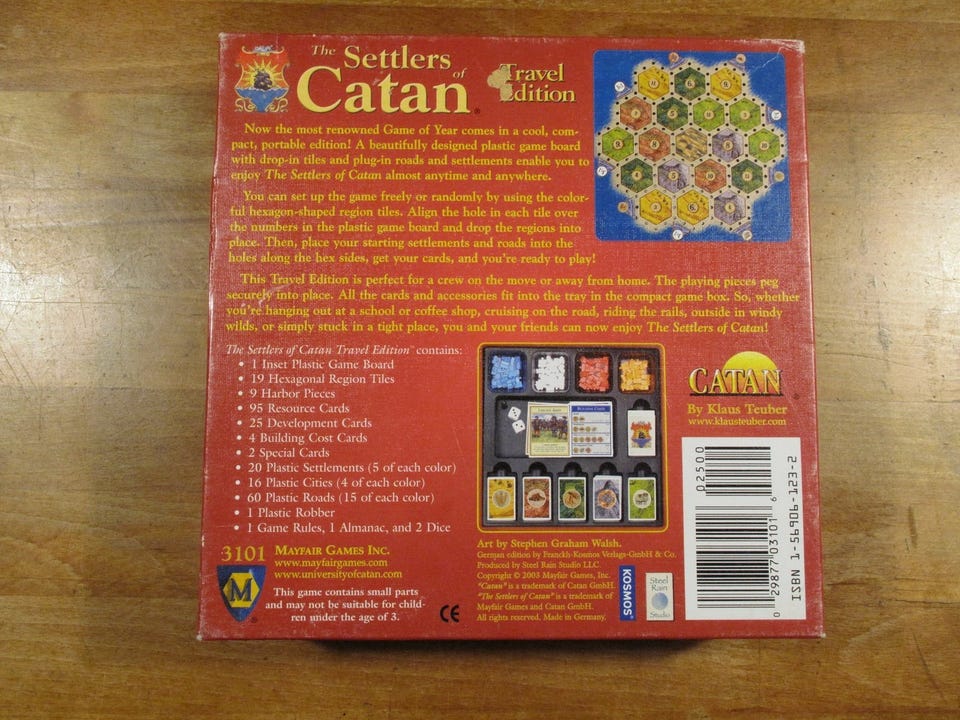 The Settlers of
Catan®
Travel
Edition
Now the most renowned Game of Year comes in a cool, com-
pact, portable edition! A beautifully designed plastic game board
with drop-in tiles and plug-in roads and settlements enable you to
enjoy The Settlers of Catan almost anytime and anywhere.
You can set up the game freely or randomly by using the color-
ful hexagon-shaped region tiles. Align the hole in each tile over
the numbers in the plastic game board and drop the regions into
place. Then, place your starting settlements and roads into the
holes along the hex sides, get your cards, and you're ready to play!
This Travel Edition is perfect for a crew on the move or away from home. The playing pieces peg
securely into place. All the cards and accessories fit into the tray in the compact game box. So, whether
you're hanging out at a school or coffee shop, cruising on the road, riding the rails, outside in windy
wilds, or simply stuck in a tight place, you and your friends can now enjoy The Settlers of Catan!
The Settlers of Catan Travel Edition™ contains:
• 1 Inset Plastic Game Board
• 19 Hexagonal Region Tiles
• 9 Harbor Pieces
• 95 Resource Cards
• 25 Development Cards
• 4 Building Cost Cards
• 2 Special Cards
• 20 Plastic Settlements (5 of each color)
• 16 Plastic Cities (4 of each color)
• 60 Plastic Roads (15 of each color)
• 1 Plastic Robber
• 1 Game Rules, 1 Almanac, and 2 Dice
CATAN
By Klaus Teuber
www.klausteuber.com
3101 MAYFAIR GAMES INC.
www.mayfairgames.com
www.universityofcatan.com
M
This game contains small parts
and may not be suitable for child-
ren under the age of 3.
CE
Art by Stephen Graham Walsh.
German edition by Franckh-Kosmos Verlags-GmbH & Co.
Produced by Steel Rain Studio LLC.
Copyright © 2003 Mayfair Games, Inc.
"Catan" is a trademark of Catan GmbH.
"The Settlers of Catan" is a trademark of
Mayfair Games and Catan GmbH.
All rights reserved. Made in Germany.
KOSMOS
Steel
Rain
Studio
02500
0 29877 03101 6
ISBN 1-56906-123-2